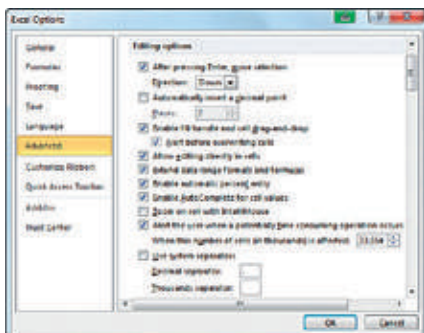 Excel Options
General
Formulas
Proofing
Save
Language
Advanced
Customize Ribbon
Quick Access Toolbar
Add-Ins
Trust Center
Editing options
After pressing Enter, move selection
Direction: Down
Automatically insert a decimal point
Places: 2
Enable fill handle and cell drag-and-drop
Alert before overwriting cells
Allow editing directly in cells
Extend data range formats and formulas
Enable automatic percent entry
Enable AutoComplete for cell values
Zoom on roll with IntelliMouse
Alert the user when a potentially time consuming operation occurs
When this number of cells (in thousands) is affected:
Use system separators
Decimal separator:
Thousands separator:
OK
Cancel